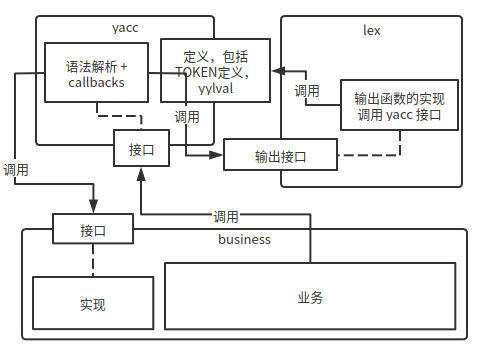 yacc
lex
语法解析 +
callbacks
定义，包括
TOKEN定义，
yylval
调用
输出函数的实现
调用 yacc 接口
调用
接口
输出接口
调用
调用
接口
business
实现
业务